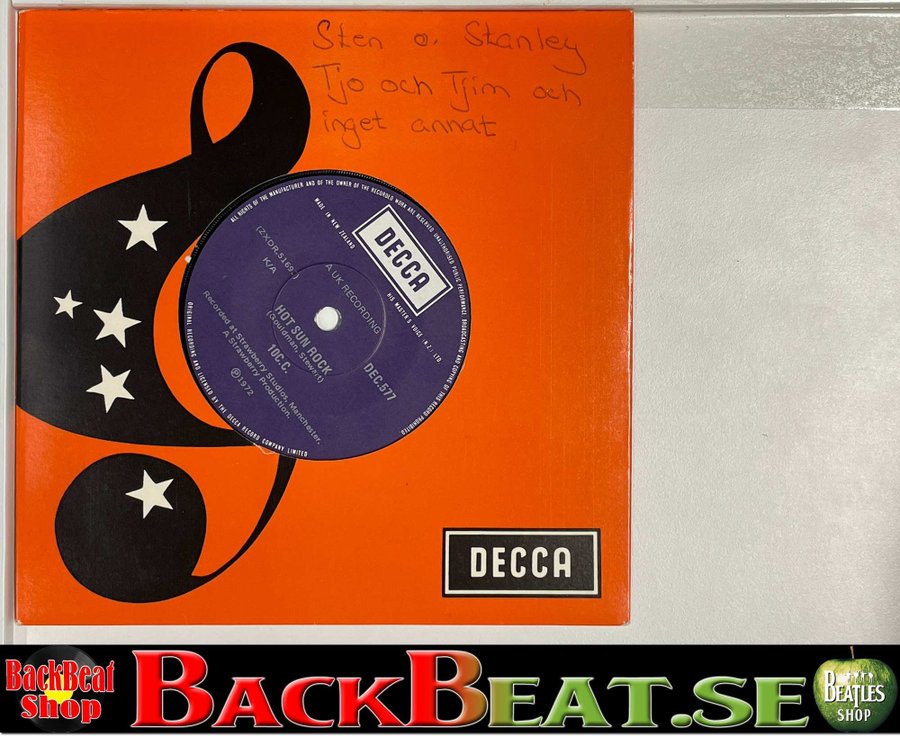 Sten o. Stanley
Tjo och Tjim och
inget annat
ALL RIGHTS OF THE MANUFACTURER AND OF THE OWNER OF THE RECORDED WORK ARE RESERVED. UNAUTHORISED PUBLIC PERFORMANCE, BROADCASTING AND COPYING OF THIS RECORD PROHIBITED
MADE IN NEW ZEALAND
DECCA
HIS MASTER'S VOICE (N.Z.) LTD.
A UK RECORDING
K/A
DEC.577
HOT SUN ROCK
(Gouldman, Stewart)
10C.C.
Recorded at Strawberry Studios, Manchester.
A Strawberry Production.
℗1972
ORIGINAL RECORDING AND LICENSED BY THE DECCA RECORD COMPANY LIMITED
DECCA
BackBeat
Shop
BACKBEAT.SE
BEATLES
SHOP